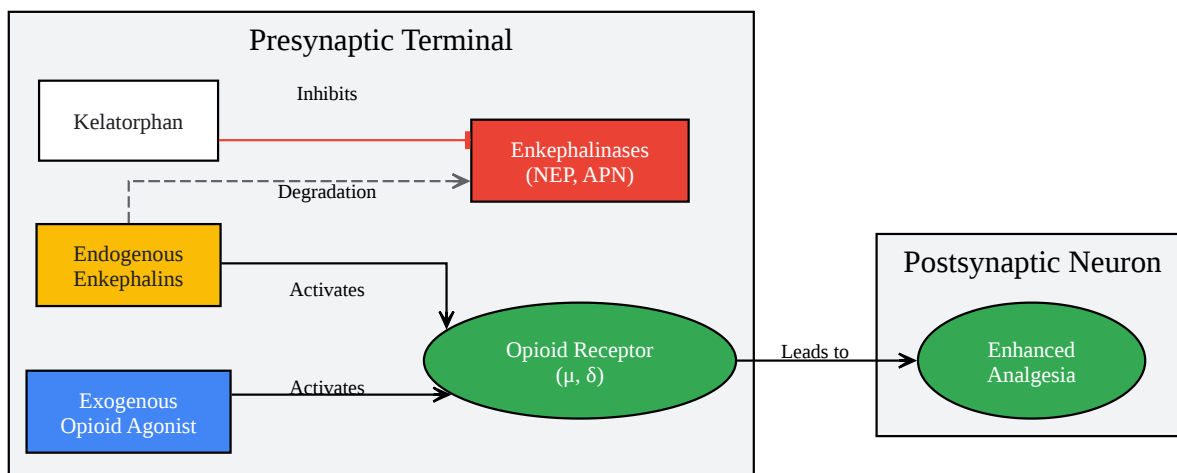 Presynaptic Terminal
Kelatorphan
Inhibits
Enkephalinases
(NEP, APN)
Degradation
Endogenous
Enkephalins
Activates
Opioid Receptor
(μ, δ)
Exogenous
Opioid Agonist
Activates
Leads to
Postsynaptic Neuron
Enhanced
Analgesia